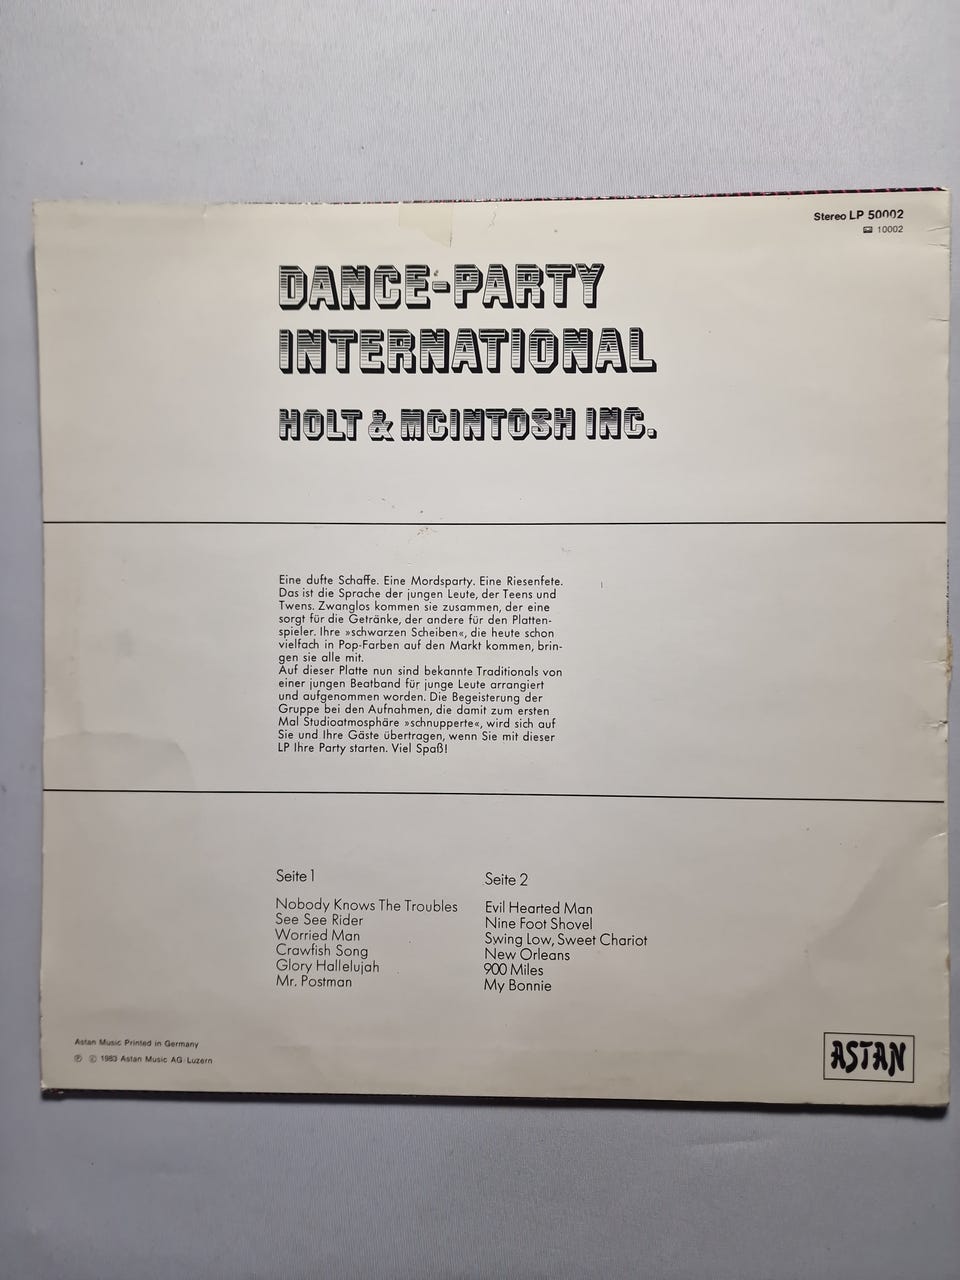 Stereo LP 50002
10002
DANCE-PARTY
INTERNATIONAL
HOLT & MCINTOSH INC.
Eine dufte Schaffe. Eine Mordsparty. Eine Riesenfete.
Das ist die Sprache der jungen Leute, der Teens und
Twens. Zwanglos kommen sie zusammen, der eine
sorgt für die Getränke, der andere für den Platten-
spieler. Ihre »schwarzen Scheiben«, die heute schon
vielfach in Pop-Farben auf den Markt kommen, brin-
gen sie alle mit.
Auf dieser Platte nun sind bekannte Traditionals von
einer jungen Beatband für junge Leute arrangiert
und aufgenommen worden. Die Begeisterung der
Gruppe bei den Aufnahmen, die damit zum ersten
Mal Studioatmosphäre »schnupperte«, wird sich auf
Sie und Ihre Gäste übertragen, wenn Sie mit dieser
LP Ihre Party starten. Viel Spaß!
Seite 1
Nobody Knows The Troubles
See See Rider
Worried Man
Crawfish Song
Glory Hallelujah
Mr. Postman
Seite 2
Evil Hearted Man
Nine Foot Shovel
Swing Low, Sweet Chariot
New Orleans
900 Miles
My Bonnie
Astan Music Printed in Germany
℗ © 1983 Astan Music AG Luzern
ASTAN